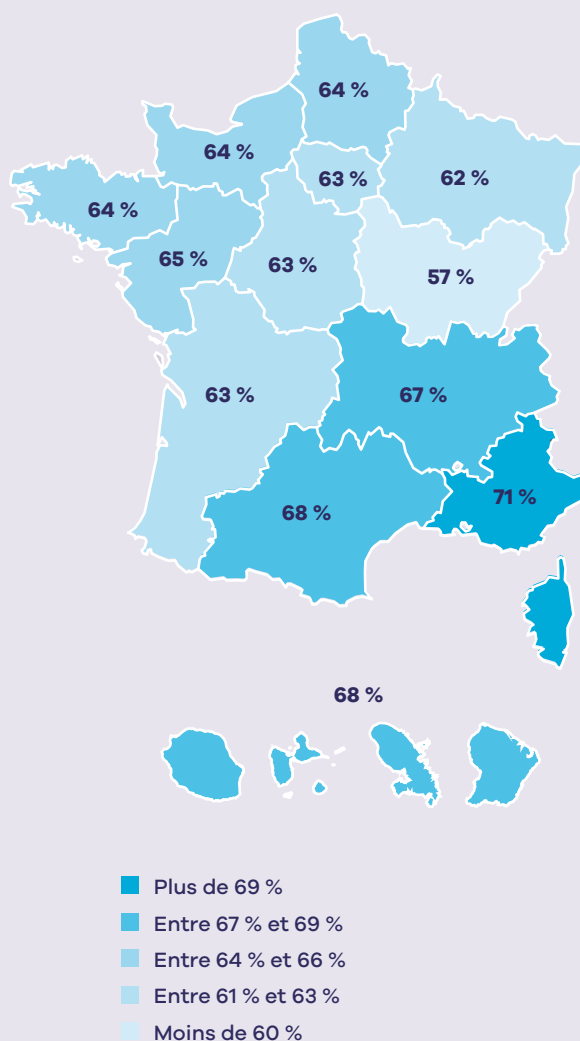 64 %
64 %
63 %
62 %
64 %
65 %
63 %
57 %
63 %
67 %
68 %
71 %
68 %
Plus de 69 %
Entre 67 % et 69 %
Entre 64 % et 66 %
Entre 61 % et 63 %
Moins de 60 %